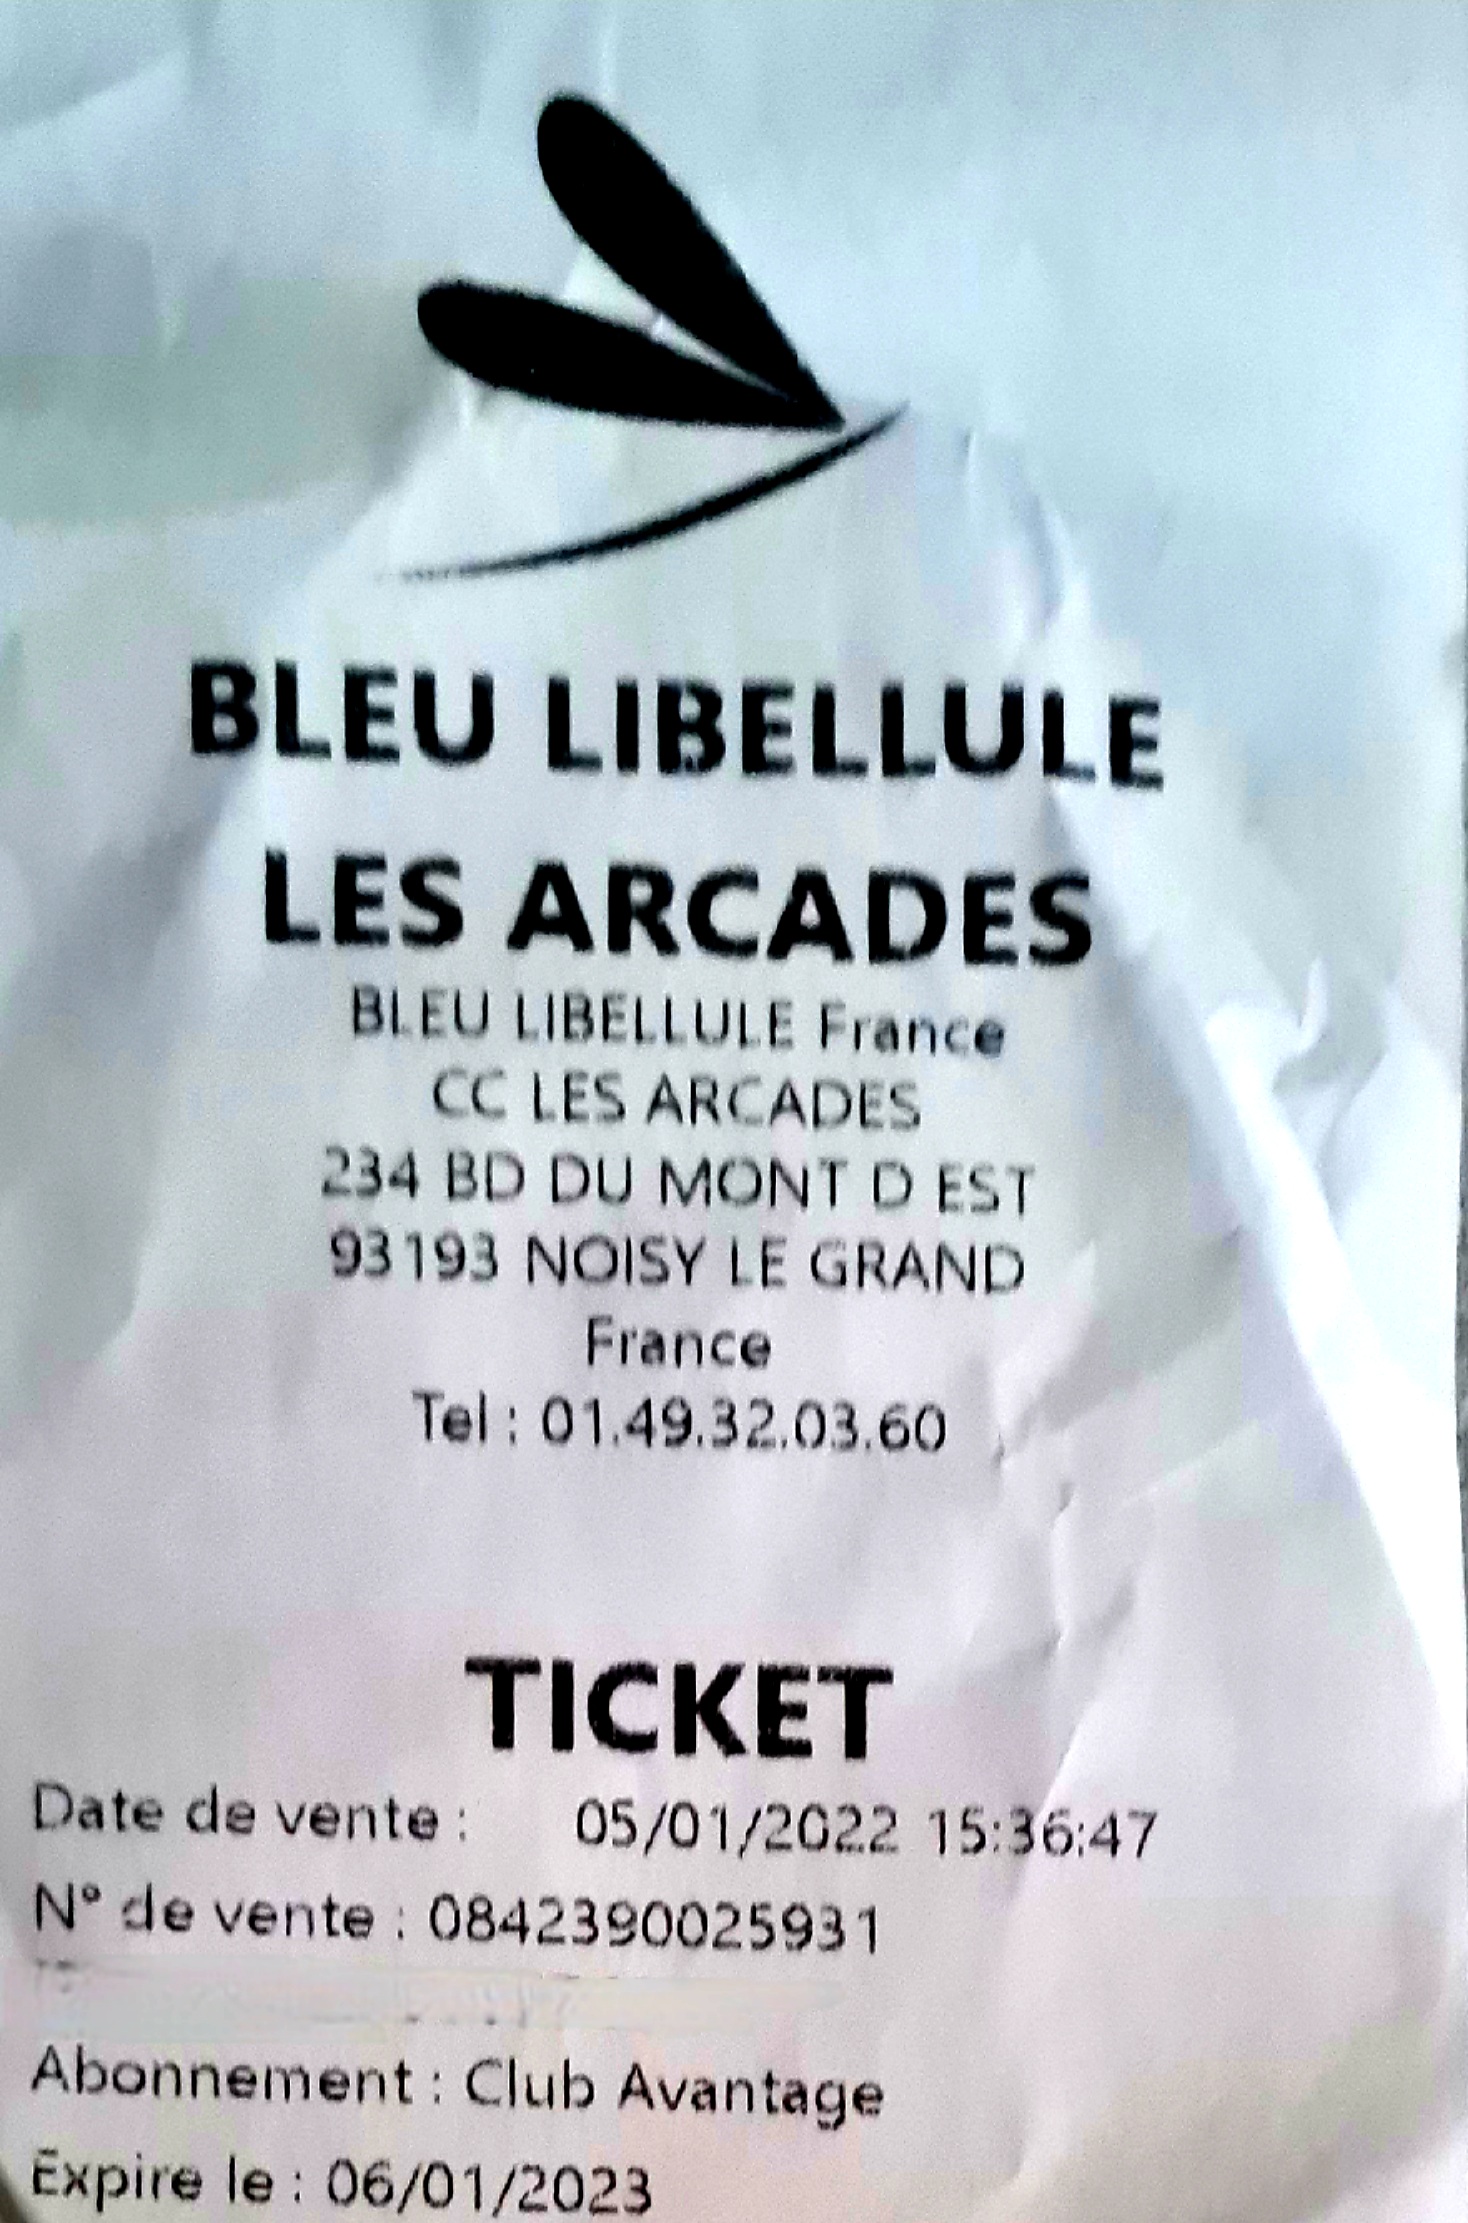 BLEU LIBELLULE
LES ARCADES
BLEU LIBELLULE France
CC LES ARCADES
234 BD DU MONT D EST
93193 NOISY LE GRAND
France
Tel : 01.49.32.03.60
TICKET
Date de vente : 05/01/2022 15:36:47
N° de vente : 0842390025931
Abonnement : Club Avantage
Expire le : 06/01/2023